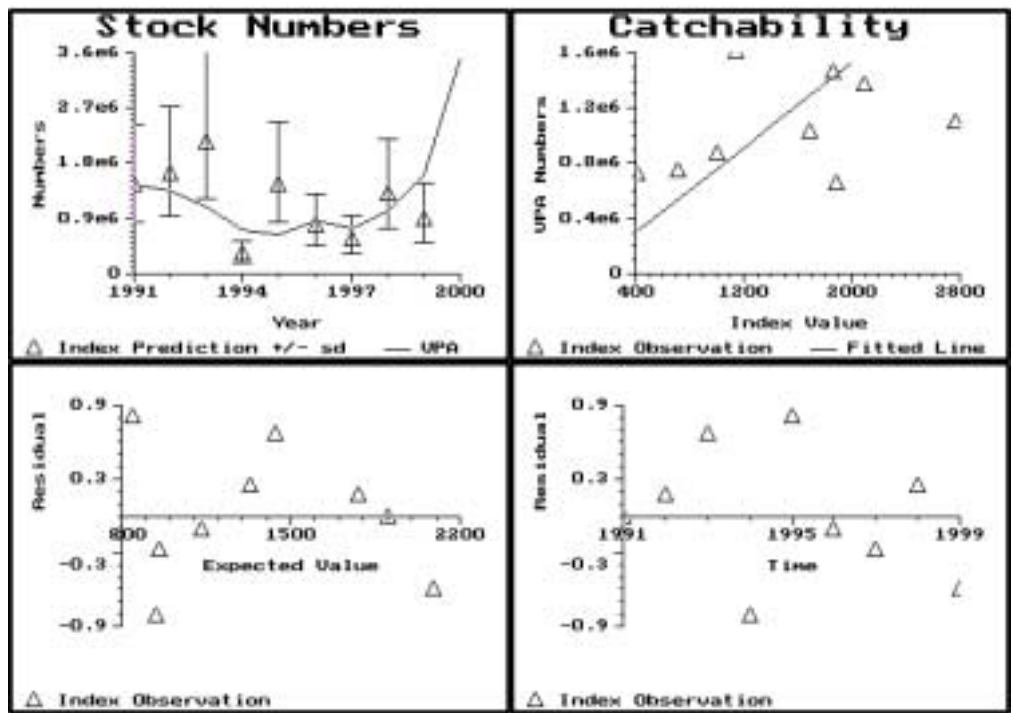 Stock Numbers
3.6e6
2.7e6
1.8e6
0.9e6
0
Numbers
1991 1994 1997 2000
Year
△ Index Prediction +/- sd — VPA
Catchability
1.6e6
1.2e6
0.8e6
0.4e6
0
VPA Numbers
400 1200 2000 2800
Index Value
△ Index Observation — Fitted Line
0.9
0.3
-0.3
-0.9
Residual
800 1500 2200
Expected Value
△ Index Observation
0.9
0.3
-0.3
-0.9
Residual
1991 1995 1999
Time
△ Index Observation